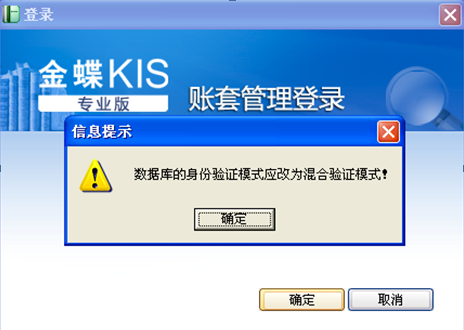 登录
金蝶KIS
专业版
账套管理登录
信息提示
数据库的身份验证模式应改为混合验证模式!
确定
确定 取消